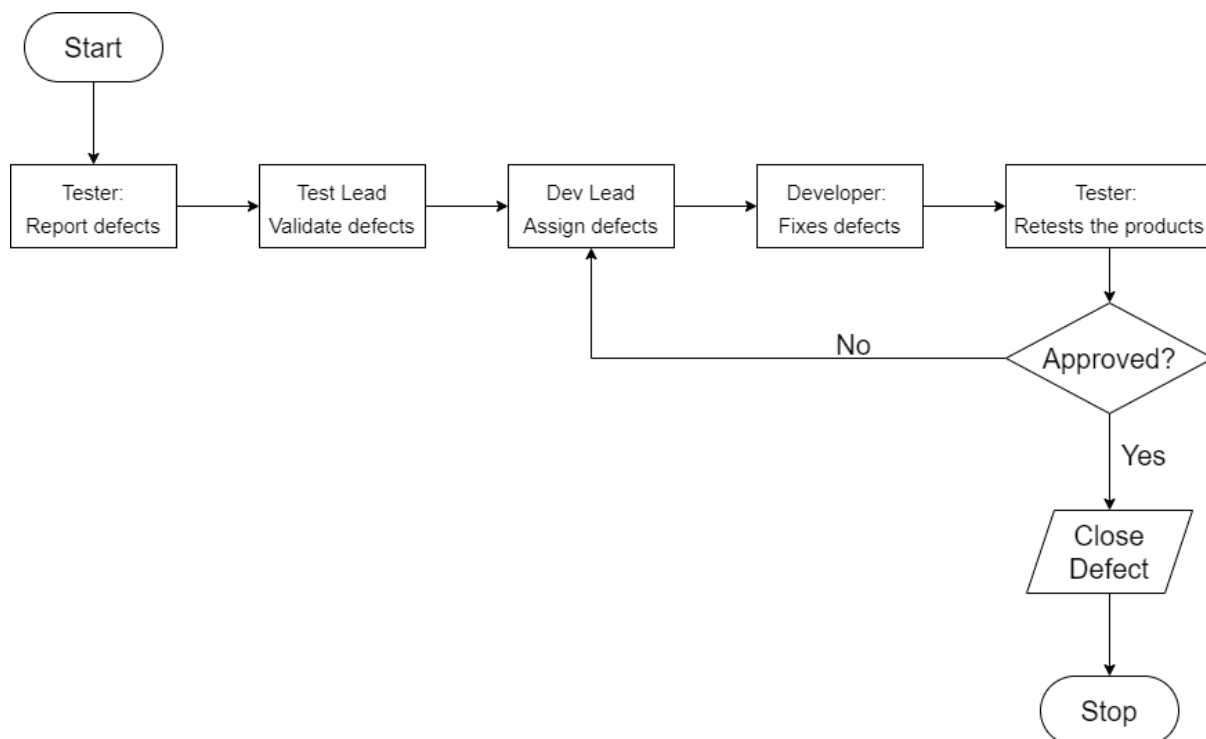 Start
Tester:
Report defects
Test Lead
Validate defects
Dev Lead
Assign defects
Developer:
Fixes defects
Tester:
Retests the products
No
Approved?
Yes
Close
Defect
Stop